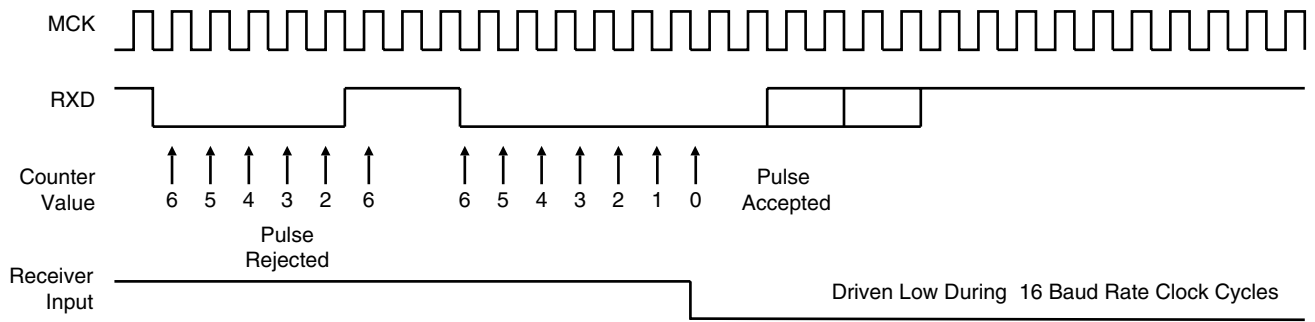 MCK
RXD
Counter
Value
6 5 4 3 2 6 6 5 4 3 2 1 0
Pulse
Accepted
Pulse
Rejected
Receiver
Input
Driven Low During 16 Baud Rate Clock Cycles